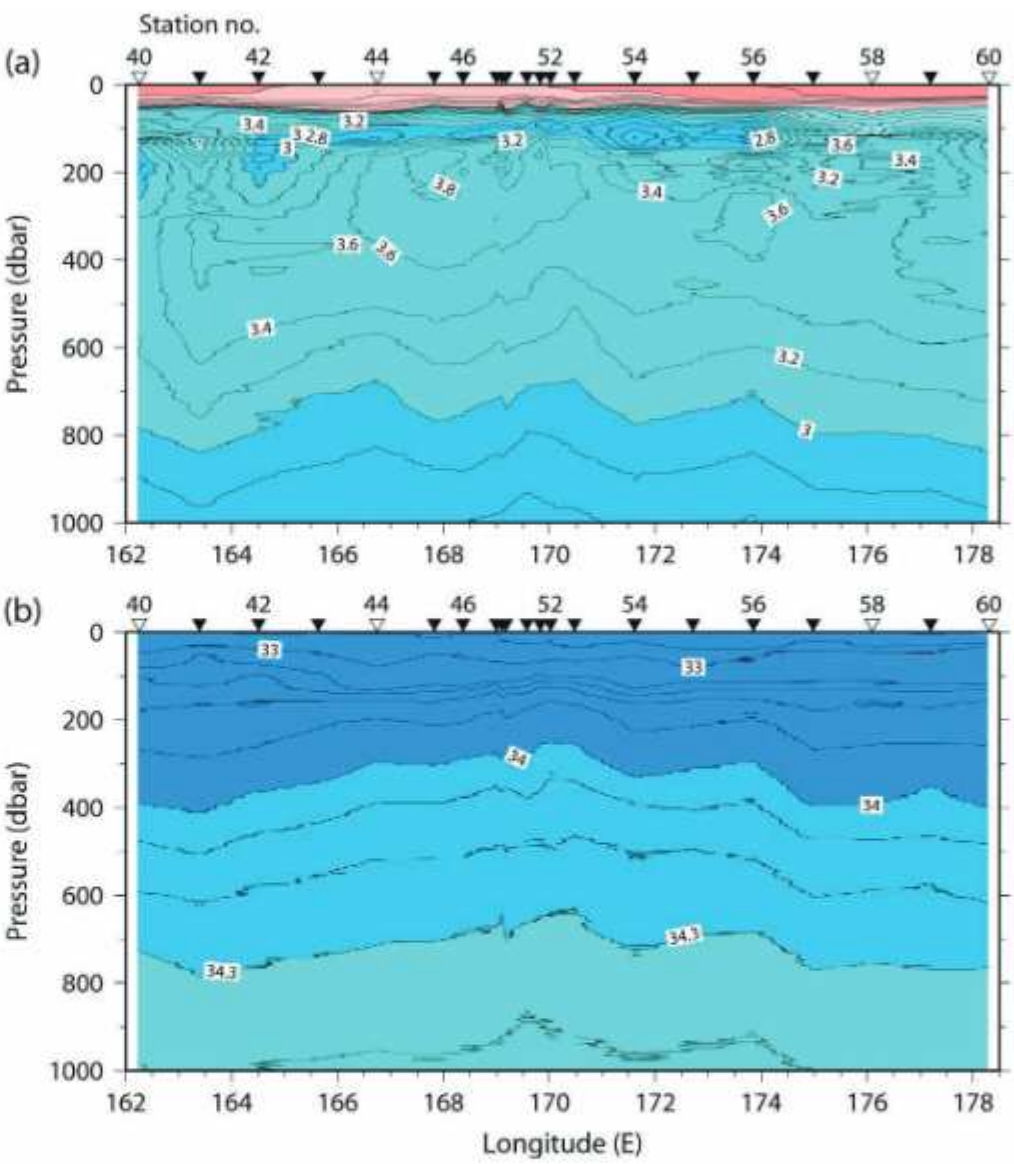 Station no.
(a) 40 42 44 46 52 54 56 58 60
0
3.4 3.2 3.2 2.8 3.6
3 3.2.8 3.4
200 3.8 3.4 3.2
3.6
400 3.6 3.6
3.4
600 3.2
800 3
1000
Pressure (dbar)
162 164 166 168 170 172 174 176 178
(b) 40 42 44 46 52 54 56 58 60
0
33 33
200
34
400 34
600
34.3 34.3
800
1000
Pressure (dbar)
162 164 166 168 170 172 174 176 178
Longitude (E)